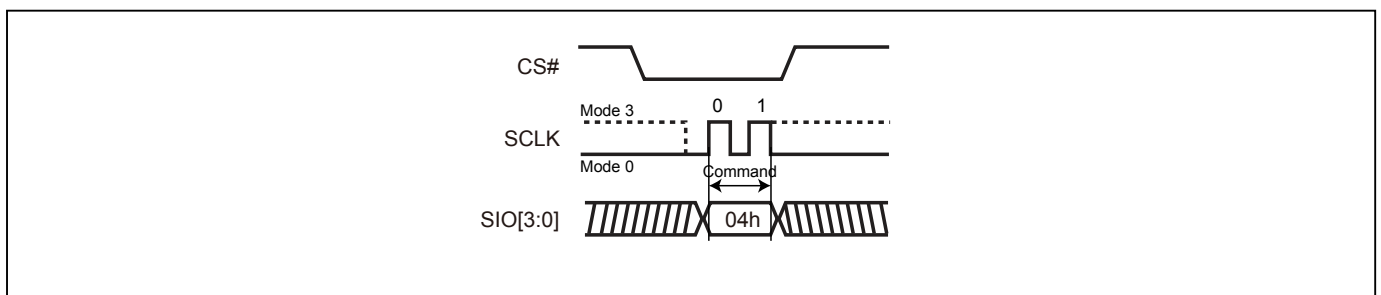 CS#
Mode 3
0 1
SCLK
Mode 0
Command
SIO[3:0]
04h